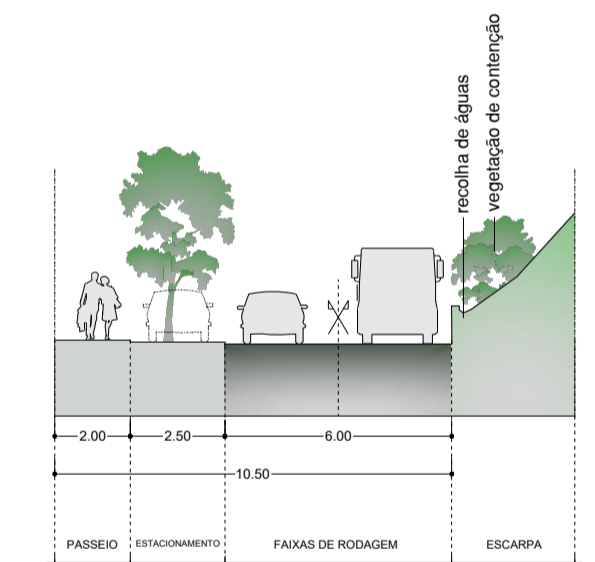 recolha de águas
vegetação de contenção
2.00
2.50
6.00
10.50
PASSEIO
ESTACIONAMENTO
FAIXAS DE RODAGEM
ESCARPA